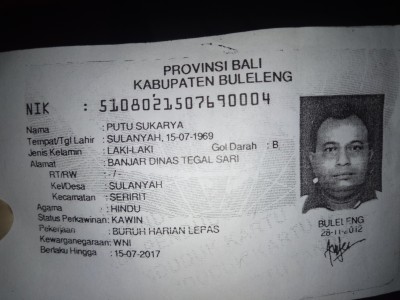 PROVINSI BALI
KABUPATEN BULELENG
NIK : 5108021507690004
Nama : PUTU SUKARYA
Tempat/Tgl Lahir : SULANYAH, 15-07-1969
Jenis Kelamin : LAKI-LAKI Gol Darah : B
Alamat : BANJAR DINAS TEGAL SARI
RT/RW : - / -
Kel/Desa : SULANYAH
Kecamatan : SERIRIT
Agama : HINDU
Status Perkawinan: KAWIN
Pekerjaan : BURUH HARIAN LEPAS
Kewarganegaraan: WNI
Berlaku Hingga : 15-07-2017
BULELENG
28-11-2012